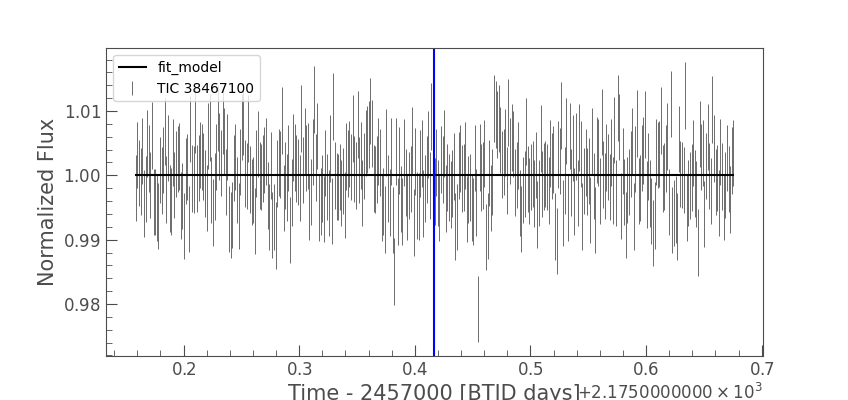 fit_model
TIC 38467100
Normalized Flux
1.01
1.00
0.99
0.98
0.2 0.3 0.4 0.5 0.6 0.7
Time - 2457000 [BTJD days]
+2.1750000000 × 10³